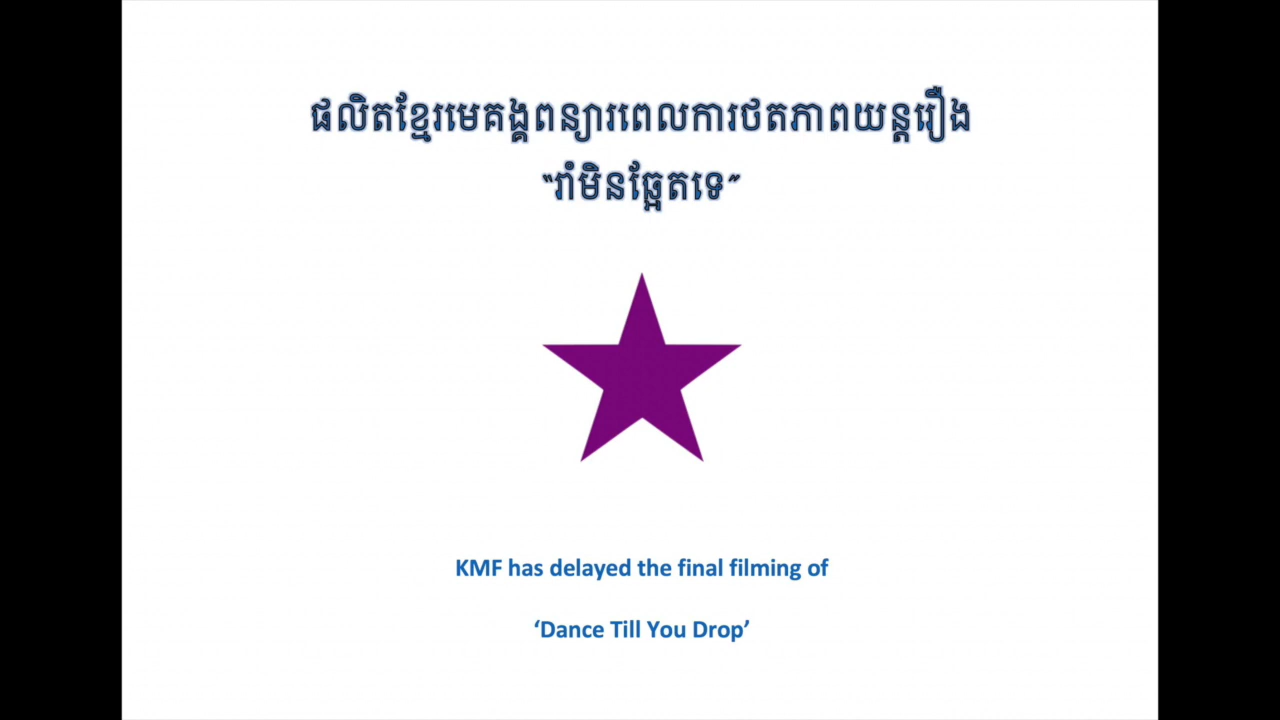 ផលិតខ្មែរមេគង្គពន្យារពេលការថតភាពយន្តរឿង
“រាំមិនឆ្អែតទេ”
KMF has delayed the final filming of
‘Dance Till You Drop’